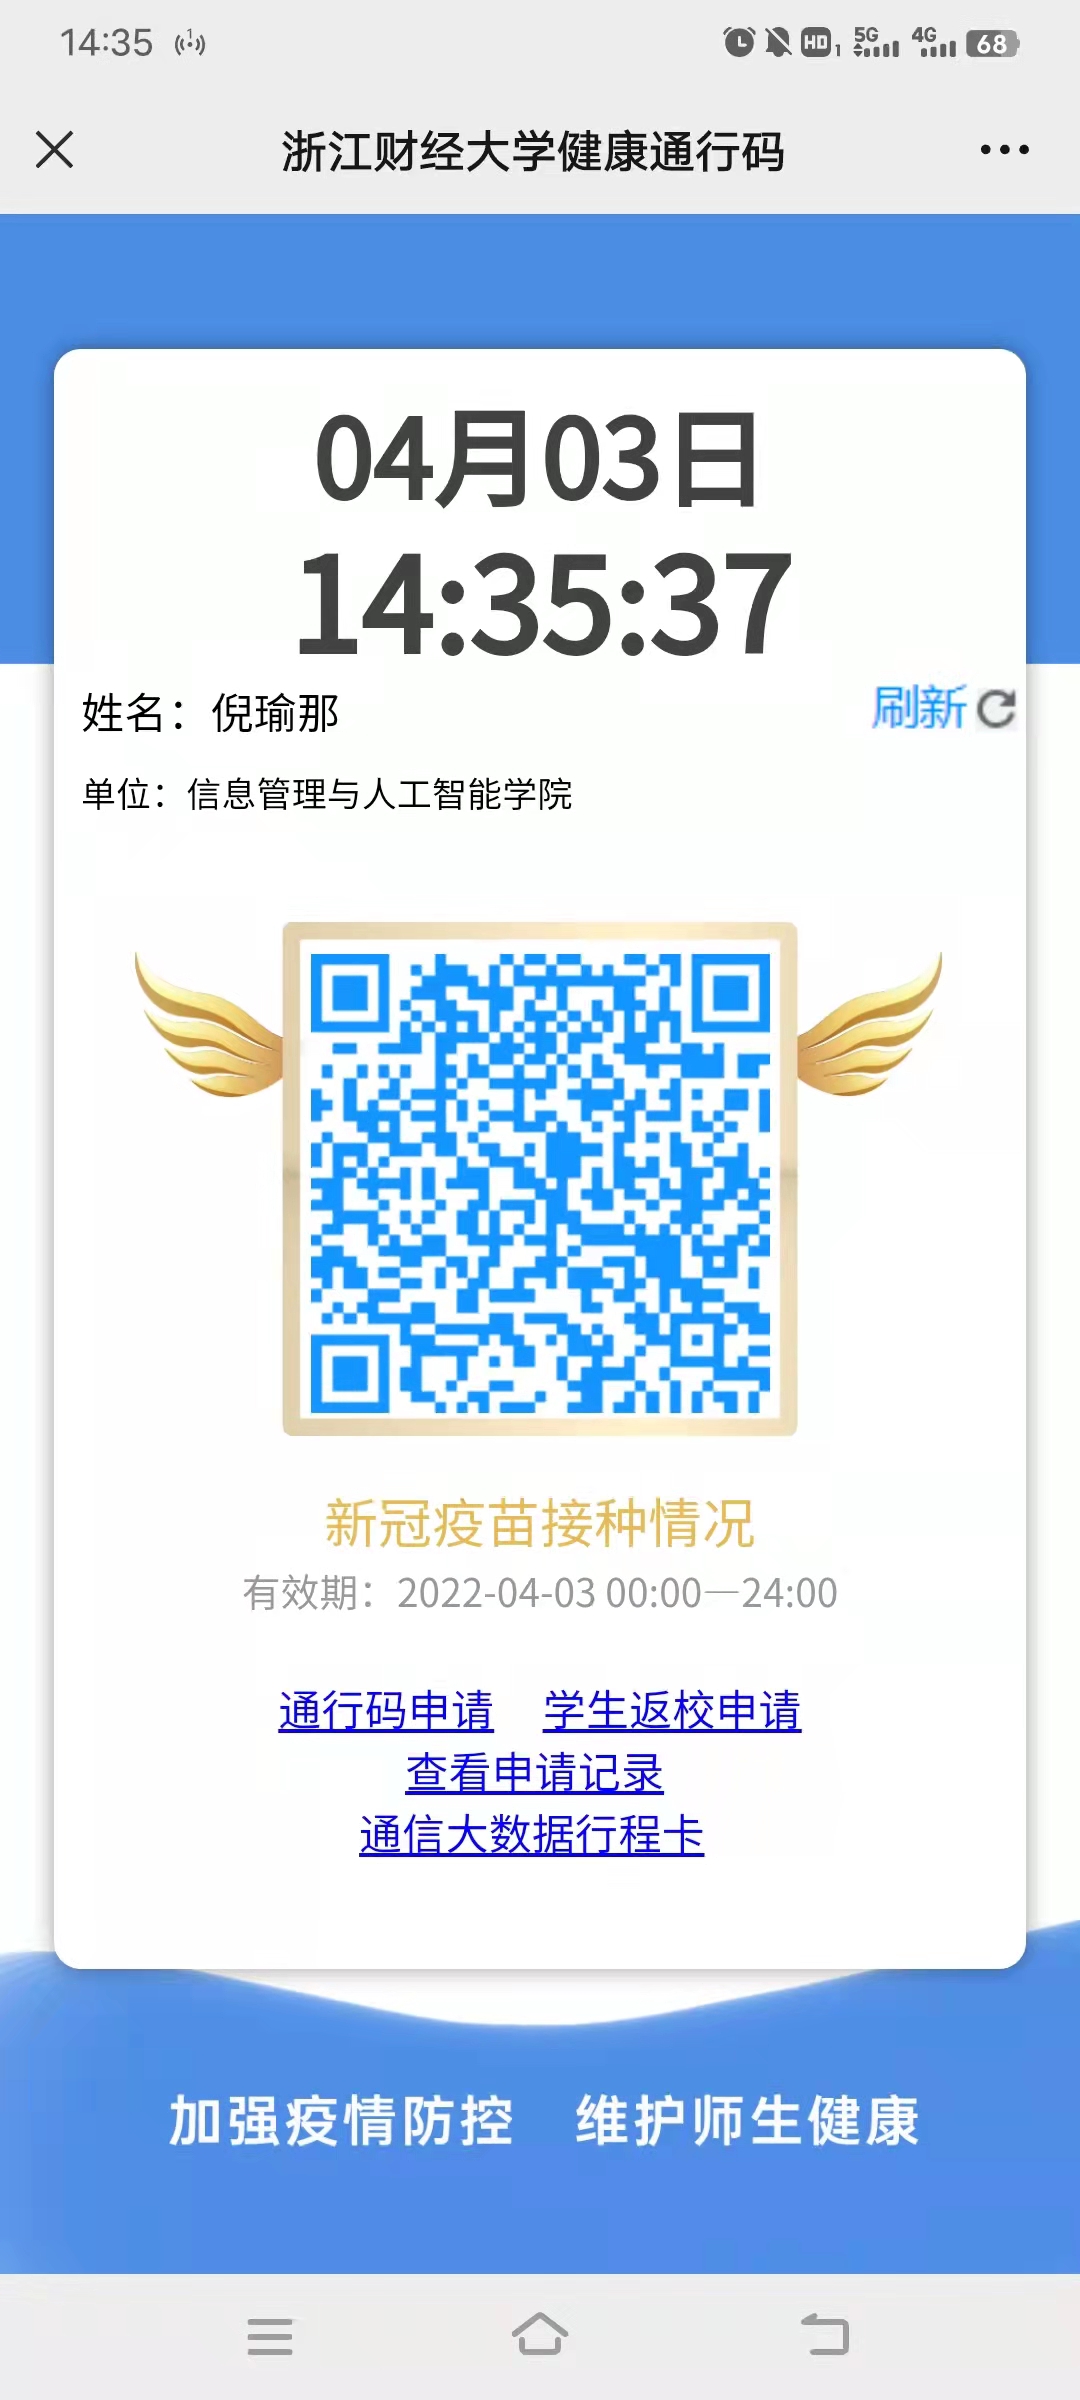 14:35
HD 1 5G 4G 68
浙江财经大学健康通行码
04月03日
14:35:37
姓名：倪瑜那
刷新
单位：信息管理与人工智能学院
新冠疫苗接种情况
有效期：2022-04-03 00:00—24:00
通行码申请 学生返校申请
查看申请记录
通信大数据行程卡
加强疫情防控 维护师生健康